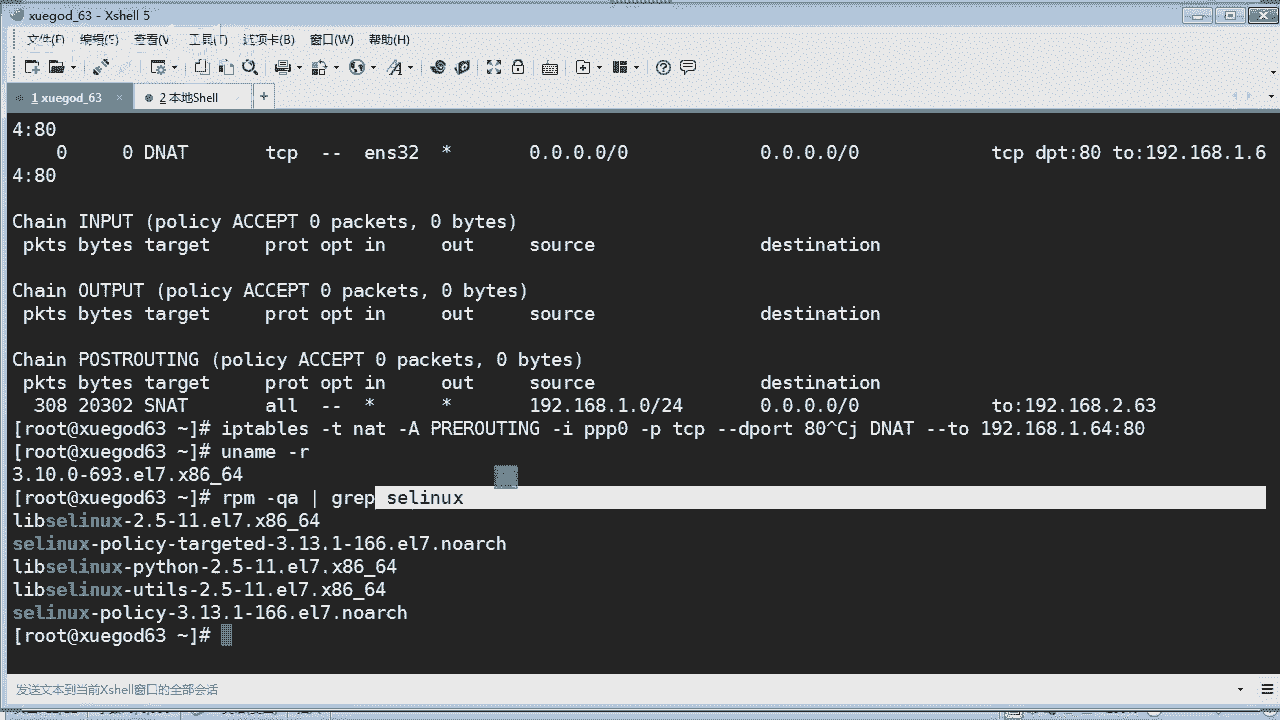 xuegod_63 - Xshell 5
文件(F) 编辑(E) 查看(V) 工具(T) 选项卡(B) 窗口(W) 帮助(H)
1 xuegod_63 × 2 本地Shell +
4:80
0 0 DNAT tcp -- ens32 * 0.0.0.0/0 0.0.0.0/0 tcp dpt:80 to:192.168.1.6
4:80
Chain INPUT (policy ACCEPT 0 packets, 0 bytes)
pkts bytes target prot opt in out source destination
Chain OUTPUT (policy ACCEPT 0 packets, 0 bytes)
pkts bytes target prot opt in out source destination
Chain POSTROUTING (policy ACCEPT 0 packets, 0 bytes)
pkts bytes target prot opt in out source destination
308 20302 SNAT all -- * * 192.168.1.0/24 0.0.0.0/0 to:192.168.2.63
[root@xuegod63 ~]# iptables -t nat -A PREROUTING -i ppp0 -p tcp --dport 80^Cj DNAT --to 192.168.1.64:80
[root@xuegod63 ~]# uname -r
3.10.0-693.el7.x86_64
[root@xuegod63 ~]# rpm -qa | grep selinux
libselinux-2.5-11.el7.x86_64
selinux-policy-targeted-3.13.1-166.el7.noarch
libselinux-python-2.5-11.el7.x86_64
libselinux-utils-2.5-11.el7.x86_64
selinux-policy-3.13.1-166.el7.noarch
[root@xuegod63 ~]#
发送文本到当前Xshell窗口的全部会话